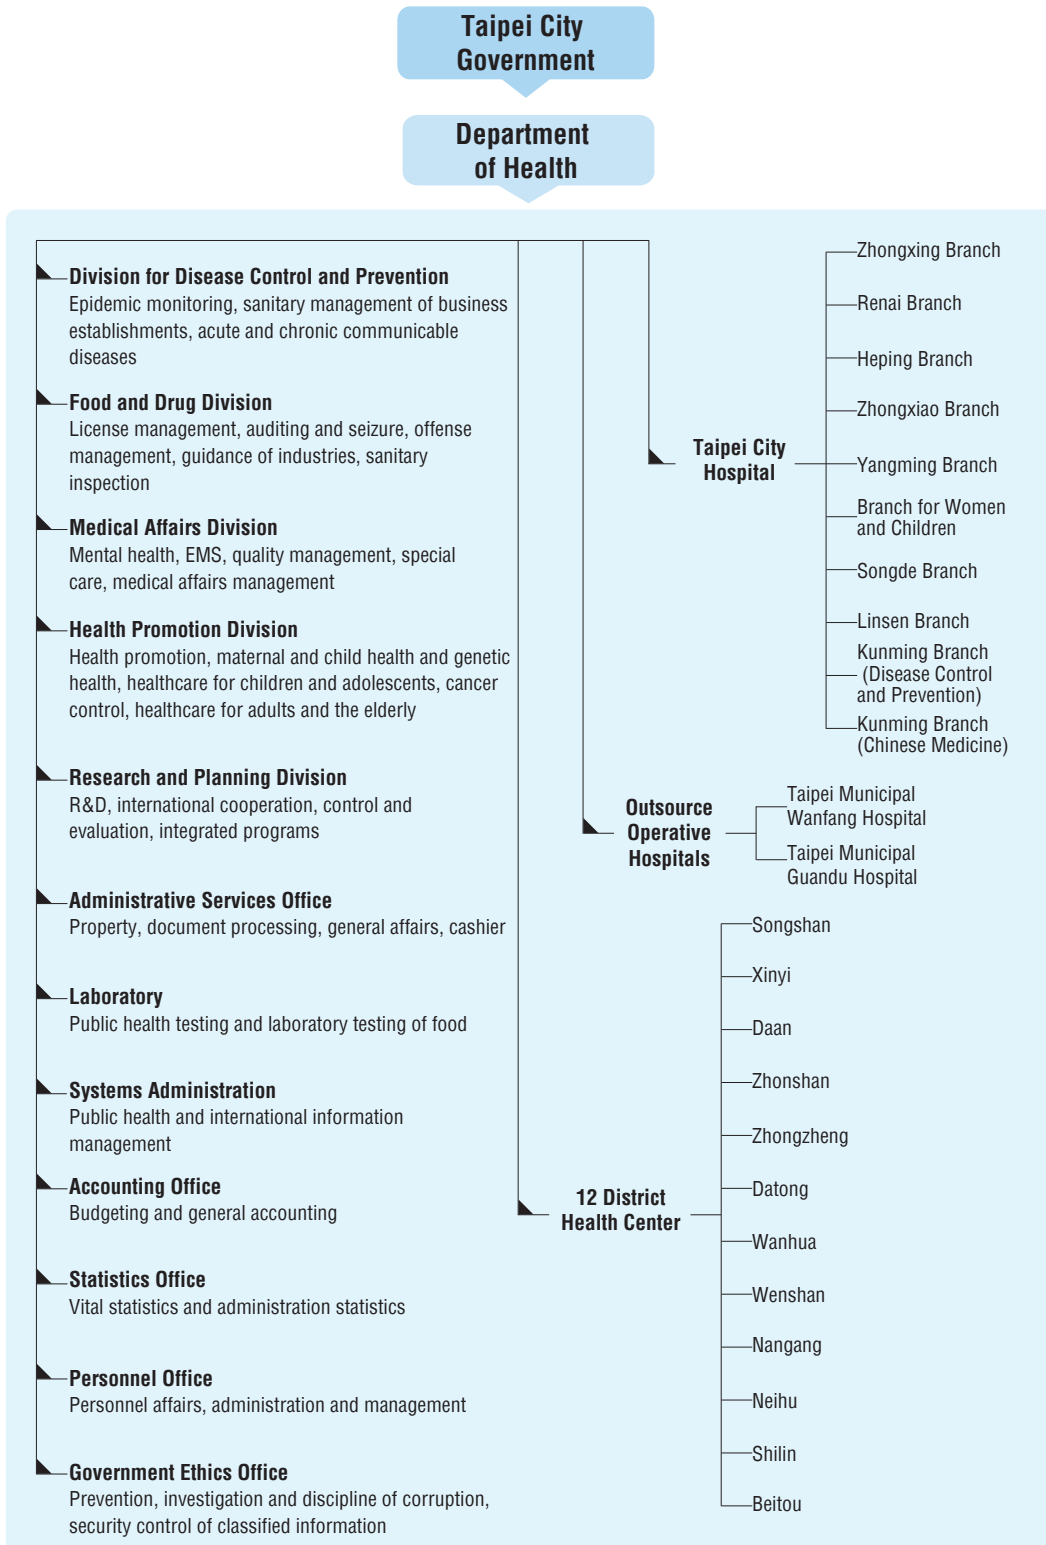 Taipei City
Government
Department
of Health
Division for Disease Control and Prevention
Epidemic monitoring, sanitary management of business
establishments, acute and chronic communicable
diseases
Food and Drug Division
License management, auditing and seizure, offense
management, guidance of industries, sanitary
inspection
Medical Affairs Division
Mental health, EMS, quality management, special
care, medical affairs management
Health Promotion Division
Health promotion, maternal and child health and genetic
health, healthcare for children and adolescents, cancer
control, healthcare for adults and the elderly
Research and Planning Division
R&D, international cooperation, control and
evaluation, integrated programs
Administrative Services Office
Property, document processing, general affairs, cashier
Laboratory
Public health testing and laboratory testing of food
Systems Administration
Public health and international information
management
Accounting Office
Budgeting and general accounting
Statistics Office
Vital statistics and administration statistics
Personnel Office
Personnel affairs, administration and management
Government Ethics Office
Prevention, investigation and discipline of corruption,
security control of classified information
Taipei City
Hospital
Zhongxing Branch
Renai Branch
Heping Branch
Zhongxiao Branch
Yangming Branch
Branch for Women
and Children
Songde Branch
Linsen Branch
Kunming Branch
(Disease Control
and Prevention)
Kunming Branch
(Chinese Medicine)
Outsource
Operative
Hospitals
Taipei Municipal
Wanfang Hospital
Taipei Municipal
Guandu Hospital
12 District
Health Center
Songshan
Xinyi
Daan
Zhonshan
Zhongzheng
Datong
Wanhua
Wenshan
Nangang
Neihu
Shilin
Beitou